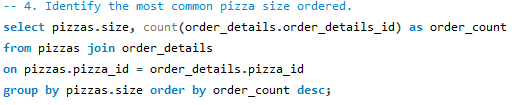 -- 4. Identify the most common pizza size ordered.
select pizzas.size, count(order_details.order_details_id) as order_count
from pizzas join order_details
on pizzas.pizza_id = order_details.pizza_id
group by pizzas.size order by order_count desc;